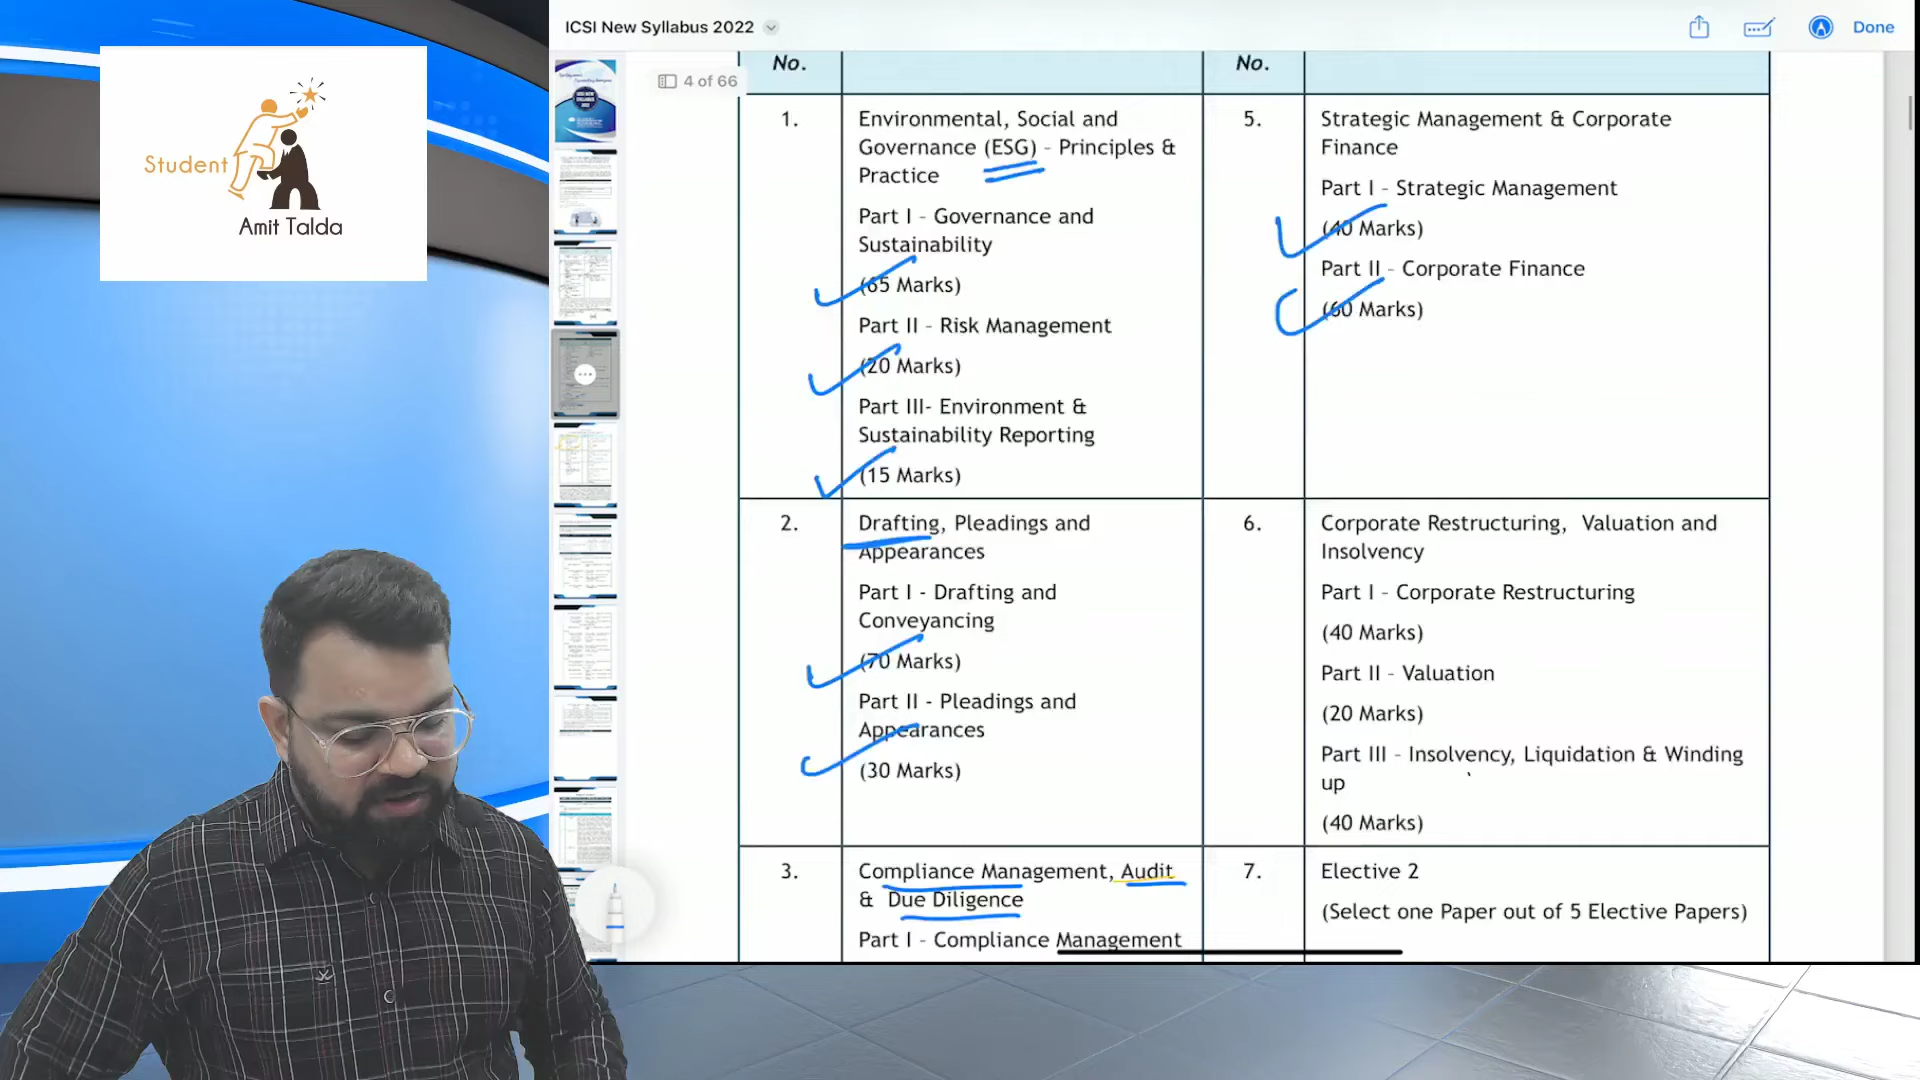 ICSI New Syllabus 2022
Done
Student
Amit Talda
4 of 66
No.
No.
1.
Environmental, Social and
Governance (ESG) - Principles &
Practice
Part I - Governance and
Sustainability
(65 Marks)
Part II - Risk Management
(20 Marks)
Part III- Environment &
Sustainability Reporting
(15 Marks)
5.
Strategic Management & Corporate
Finance
Part I - Strategic Management
(40 Marks)
Part II - Corporate Finance
(60 Marks)
2.
Drafting, Pleadings and
Appearances
Part I - Drafting and
Conveyancing
(70 Marks)
Part II - Pleadings and
Appearances
(30 Marks)
6.
Corporate Restructuring, Valuation and
Insolvency
Part I - Corporate Restructuring
(40 Marks)
Part II - Valuation
(20 Marks)
Part III - Insolvency, Liquidation & Winding
up
(40 Marks)
3.
Compliance Management, Audit
& Due Diligence
Part I - Compliance Management
7.
Elective 2
(Select one Paper out of 5 Elective Papers)